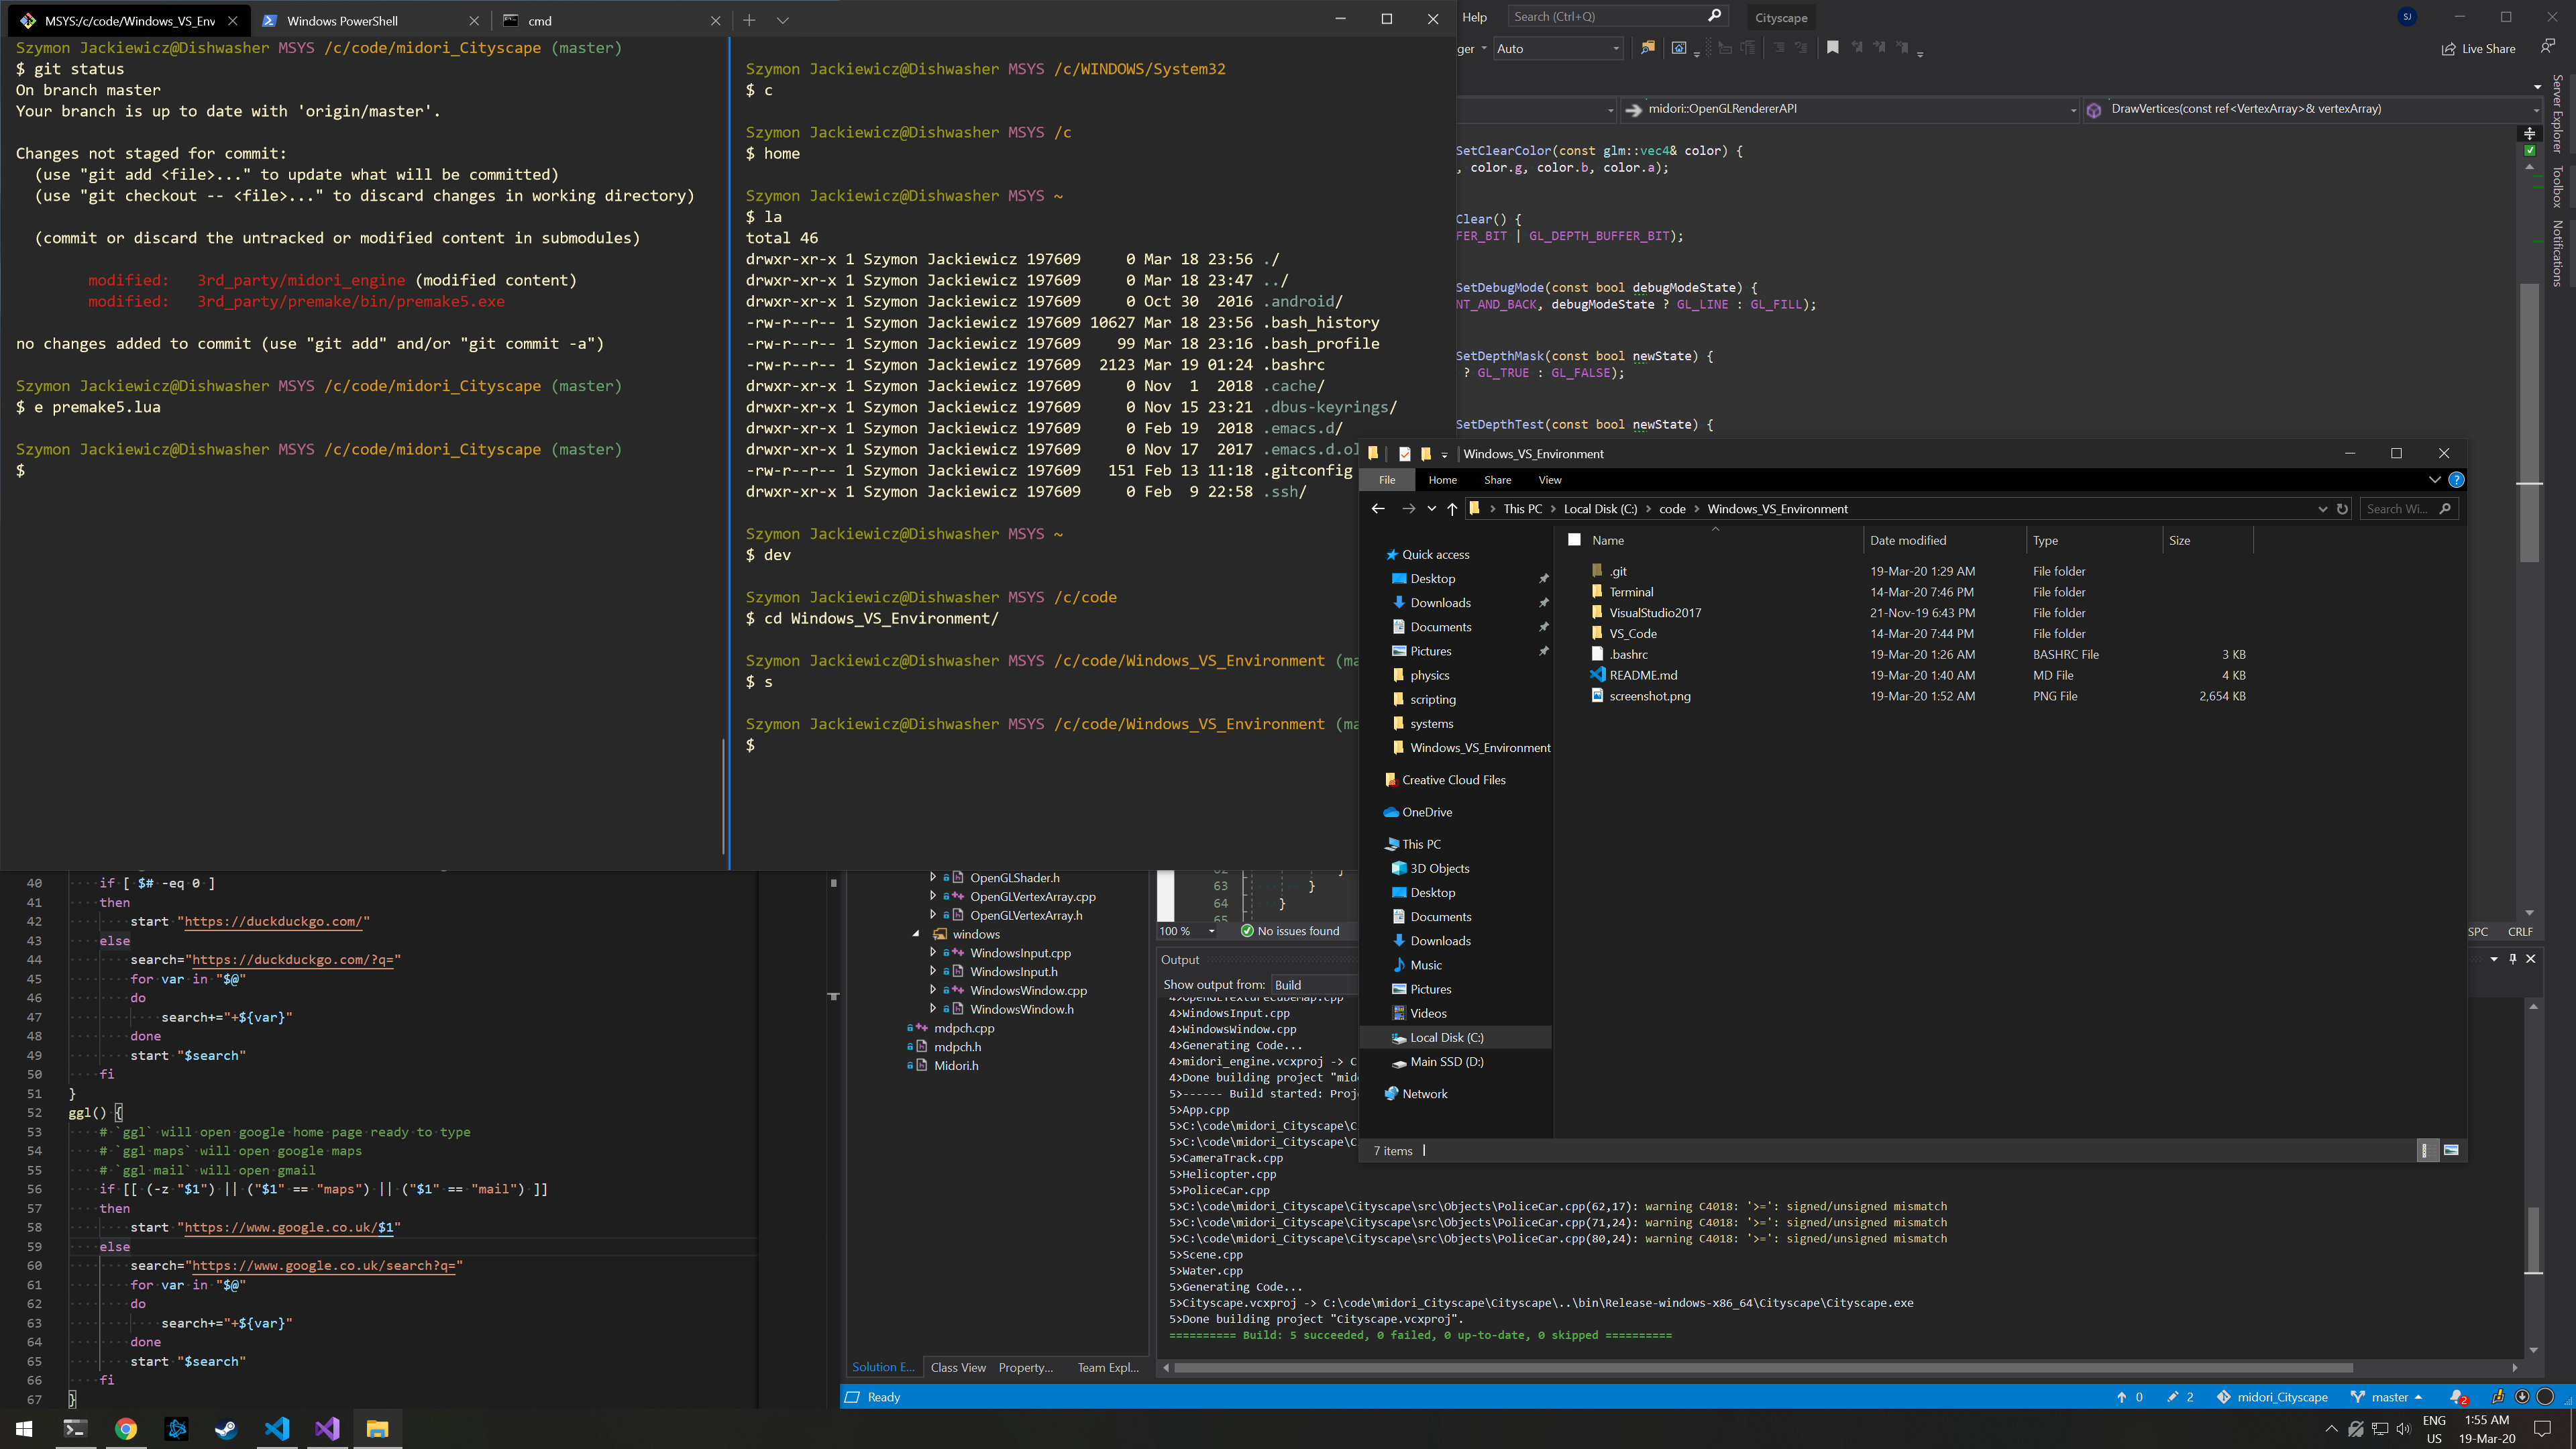 MSYS:/c/code/Windows_VS_Env
Windows PowerShell
cmd
Szymon Jackiewicz@Dishwasher MSYS /c/code/midori_Cityscape (master)
$ git status
On branch master
Your branch is up to date with 'origin/master'.
Changes not staged for commit:
(use "git add <file>..." to update what will be committed)
(use "git checkout -- <file>..." to discard changes in working directory)
(commit or discard the untracked or modified content in submodules)
modified:   3rd_party/midori_engine (modified content)
modified:   3rd_party/premake/bin/premake5.exe
no changes added to commit (use "git add" and/or "git commit -a")
Szymon Jackiewicz@Dishwasher MSYS /c/code/midori_Cityscape (master)
$ e premake5.lua
Szymon Jackiewicz@Dishwasher MSYS /c/code/midori_Cityscape (master)
$
Szymon Jackiewicz@Dishwasher MSYS /c/WINDOWS/System32
$ c
Szymon Jackiewicz@Dishwasher MSYS /c
$ home
Szymon Jackiewicz@Dishwasher MSYS ~
$ la
total 46
drwxr-xr-x 1 Szymon Jackiewicz 197609     0 Mar 18 23:56 ./
drwxr-xr-x 1 Szymon Jackiewicz 197609     0 Mar 18 23:47 ../
drwxr-xr-x 1 Szymon Jackiewicz 197609     0 Oct 30  2016 .android/
-rw-r--r-- 1 Szymon Jackiewicz 197609 10627 Mar 18 23:56 .bash_history
-rw-r--r-- 1 Szymon Jackiewicz 197609    99 Mar 18 23:16 .bash_profile
-rw-r--r-- 1 Szymon Jackiewicz 197609  2123 Mar 19 01:24 .bashrc
drwxr-xr-x 1 Szymon Jackiewicz 197609     0 Nov  1  2018 .cache/
drwxr-xr-x 1 Szymon Jackiewicz 197609     0 Nov 15 23:21 .dbus-keyrings/
drwxr-xr-x 1 Szymon Jackiewicz 197609     0 Feb 19  2018 .emacs.d/
drwxr-xr-x 1 Szymon Jackiewicz 197609     0 Nov 17  2017 .emacs.d.ol
-rw-r--r-- 1 Szymon Jackiewicz 197609   151 Feb 13 11:18 .gitconfig
drwxr-xr-x 1 Szymon Jackiewicz 197609     0 Feb  9 22:58 .ssh/
Szymon Jackiewicz@Dishwasher MSYS ~
$ dev
Szymon Jackiewicz@Dishwasher MSYS /c/code
$ cd Windows_VS_Environment/
Szymon Jackiewicz@Dishwasher MSYS /c/code/Windows_VS_Environment (ma
$ s
Szymon Jackiewicz@Dishwasher MSYS /c/code/Windows_VS_Environment (ma
$
Help
Search (Ctrl+Q)
Cityscape
SJ
ger
Auto
Live Share
midori::OpenGLRendererAPI
DrawVertices(const ref<VertexArray>& vertexArray)
SetClearColor(const glm::vec4& color) {
, color.g, color.b, color.a);
Clear() {
FER_BIT | GL_DEPTH_BUFFER_BIT);
SetDebugMode(const bool debugModeState) {
NT_AND_BACK, debugModeState ? GL_LINE : GL_FILL);
SetDepthMask(const bool newState) {
? GL_TRUE : GL_FALSE);
SetDepthTest(const bool newState) {
Server Explorer
Toolbox
Notifications
Windows_VS_Environment
File
Home
Share
View
This PC
Local Disk (C:)
code
Windows_VS_Environment
Search Wi...
Name
Date modified
Type
Size
.git 19-Mar-20 1:29 AM File folder
Terminal 14-Mar-20 7:46 PM File folder
VisualStudio2017 21-Nov-19 6:43 PM File folder
VS_Code 14-Mar-20 7:44 PM File folder
.bashrc 19-Mar-20 1:26 AM BASHRC File 3 KB
README.md 19-Mar-20 1:40 AM MD File 4 KB
screenshot.png 19-Mar-20 1:52 AM PNG File 2,654 KB
Quick access
Desktop
Downloads
Documents
Pictures
physics
scripting
systems
Windows_VS_Environment
Creative Cloud Files
OneDrive
This PC
3D Objects
Desktop
Documents
Downloads
Music
Pictures
Videos
Local Disk (C:)
Main SSD (D:)
Network
7 items
40 if [ $# -eq 0 ]
41 then
42 start "https://duckduckgo.com/"
43 else
44 search="https://duckduckgo.com/?q="
45 for var in "$@"
46 do
47 search+="+${var}"
48 done
49 start "$search"
50 fi
51 }
52 ggl() {
53 # `ggl` will open google home page ready to type
54 # `ggl maps` will open google maps
55 # `ggl mail` will open gmail
56 if [[ (-z "$1") || ("$1" == "maps") || ("$1" == "mail") ]]
57 then
58 start "https://www.google.co.uk/$1"
59 else
60 search="https://www.google.co.uk/search?q="
61 for var in "$@"
62 do
63 search+="+${var}"
64 done
65 start "$search"
66 fi
67 }
OpenGLShader.h
OpenGLVertexArray.cpp
OpenGLVertexArray.h
windows
WindowsInput.cpp
WindowsInput.h
WindowsWindow.cpp
WindowsWindow.h
mdpch.cpp
mdpch.h
Midori.h
Solution E...
Class View
Property...
Team Expl...
63 }
64 }
65
100 %
No issues found
SPC
CRLF
Output
Show output from:
Build
4>WindowsInput.cpp
4>WindowsWindow.cpp
4>Generating Code...
4>midori_engine.vcxproj -> C
4>Done building project "mido
5>------ Build started: Proje
5>App.cpp
5>C:\code\midori_Cityscape\C
5>C:\code\midori_Cityscape\C
5>CameraTrack.cpp
5>Helicopter.cpp
5>PoliceCar.cpp
5>C:\code\midori_Cityscape\Cityscape\src\Objects\PoliceCar.cpp(62,17): warning C4018: '>=': signed/unsigned mismatch
5>C:\code\midori_Cityscape\Cityscape\src\Objects\PoliceCar.cpp(71,24): warning C4018: '>=': signed/unsigned mismatch
5>C:\code\midori_Cityscape\Cityscape\src\Objects\PoliceCar.cpp(80,24): warning C4018: '>=': signed/unsigned mismatch
5>Scene.cpp
5>Water.cpp
5>Generating Code...
5>Cityscape.vcxproj -> C:\code\midori_Cityscape\Cityscape\..\bin\Release-windows-x86_64\Cityscape\Cityscape.exe
5>Done building project "Cityscape.vcxproj".
========== Build: 5 succeeded, 0 failed, 0 up-to-date, 0 skipped ==========
Ready
0
2
midori_Cityscape
master
2
ENG
US
1:55 AM
19-Mar-20